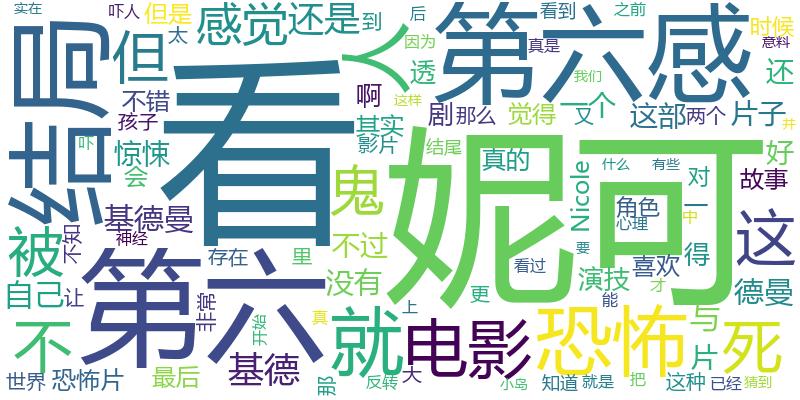 实在
吓人
但是
感觉
还是
到
后
第六感
看到
之前
时候
太
因为
真是
意料
结局
但
看
人
透
我们
还
不错
啊
这样
剧
那么
觉得
一个
又
这部
两个
片子
井
孩子
其实
吓
惊悚
影片
结尾
真的
好
会
鬼
妮可
Nicole
什么
有些
对
故事
基德曼
角色
一
心理
中
这
被
不知
神经
不过
得
第六
存在
里
要
看过
喜欢
自己
让
没有
演技
才
德曼
非常
更
能
不
开始
真
就
上
电影
恐怖
与
死
基德
片
世界
恐怖片
最后
那
反转
大
小岛
知道
就是
把
这种
已经
猜到